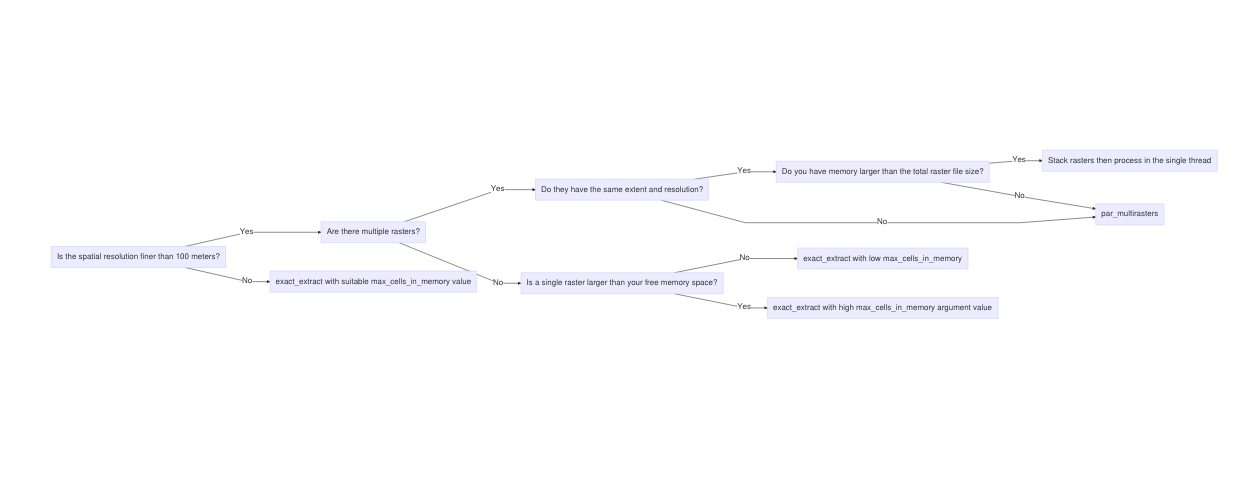 Is the spatial resolution finer than 100 meters?
Yes
No
Are there multiple rasters?
exact_extract with suitable max_cells_in_memory value
Yes
No
Do they have the same extent and resolution?
Is a single raster larger than your free memory space?
Yes
No
No
Yes
Do you have memory larger than the total raster file size?
exact_extract with low max_cells_in_memory
exact_extract with high max_cells_in_memory argument value
Yes
No
Stack rasters then process in the single thread
par_multirasters